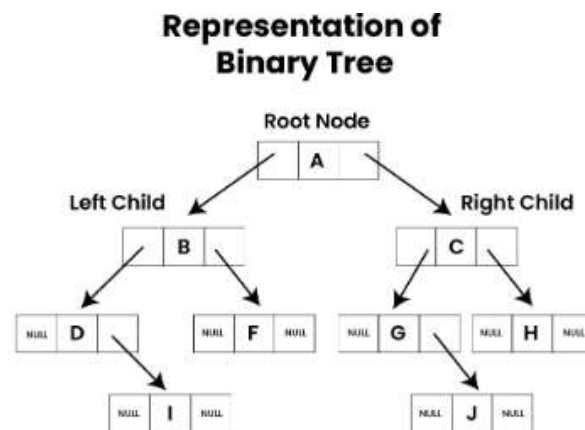 Representation of
Binary Tree
Root Node
A
Left Child
Right Child
B
C
NULL D
NULL F NULL
NULL G
NULL H NULL
NULL I NULL
NULL J NULL